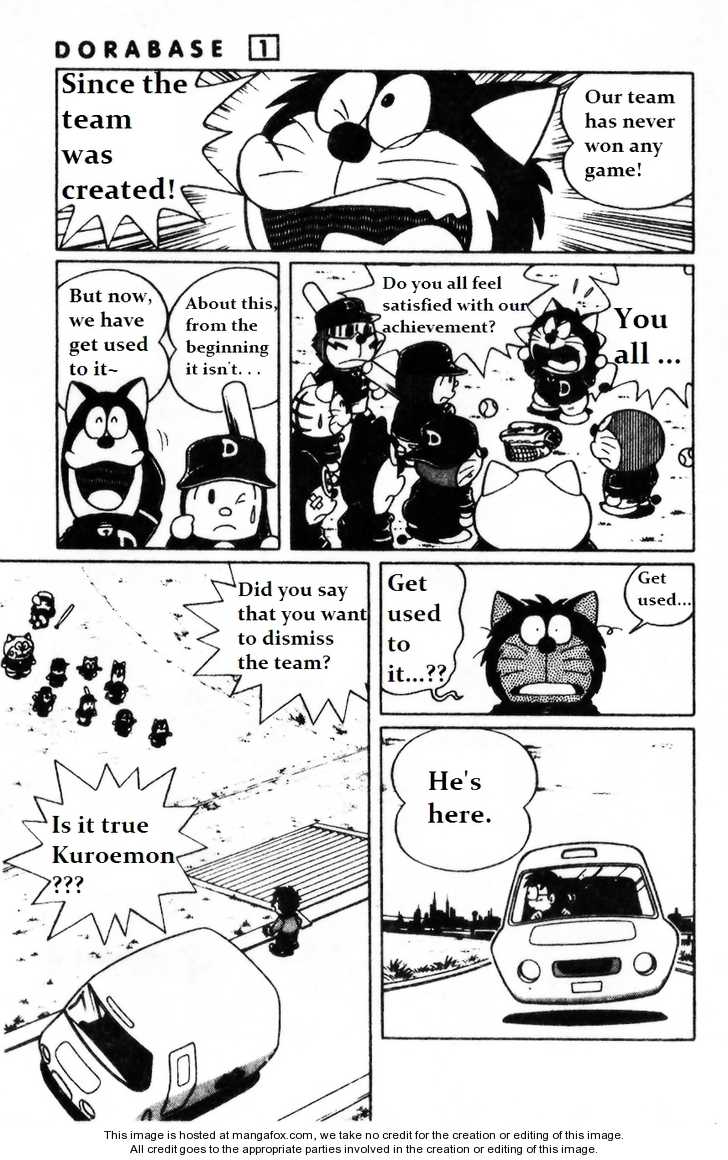 DORABASE 1
Our team
has never
won any
game!
Since the
team
was
created!
You
all ...
Do you all feel
satisfied with our
achievement?
About this,
from the
beginning
it isn't. . .
But now,
we have
get used
to it~
D
D
D
D
Get
used...
Get
used
to
it...??
He's
here.
Did you say
that you want
to dismiss
the team?
Is it true
Kuroemon
???
This image is hosted at mangafox.com, we take no credit for the creation or editing of this image.
All credit goes to the appropriate parties involved in the creation or editing of this image.